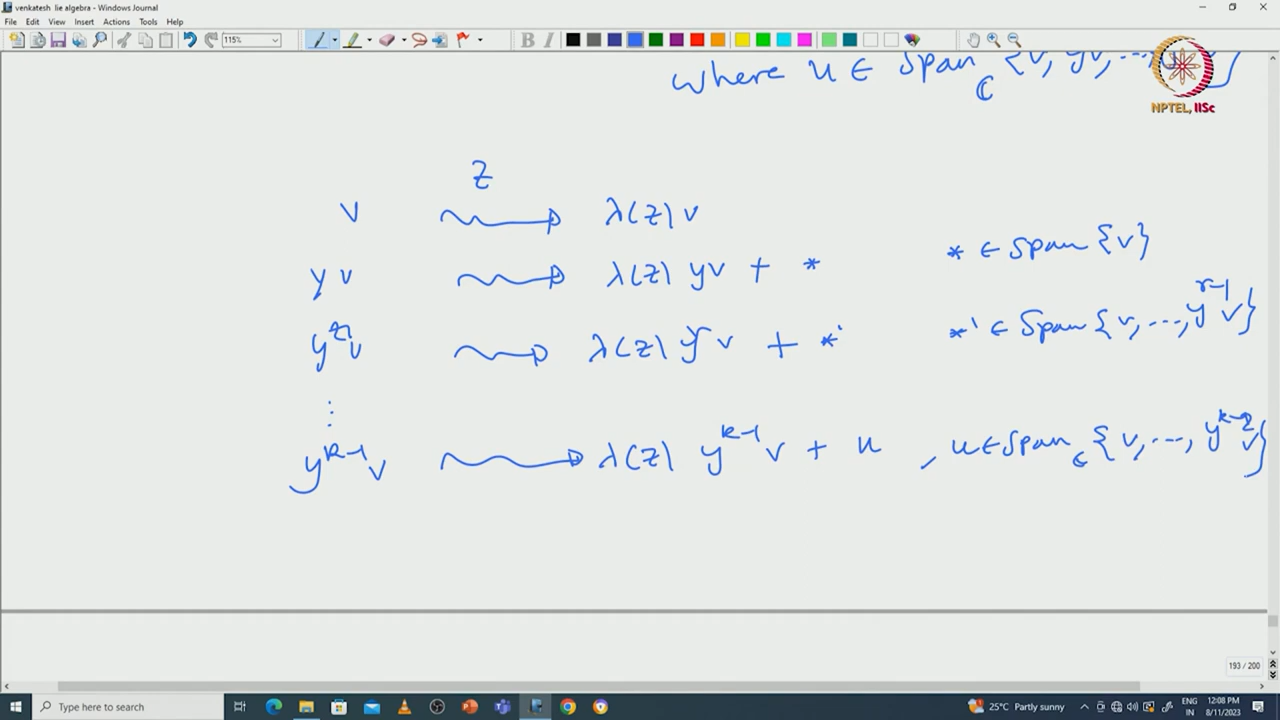 venkatesh lie algebra - Windows Journal
File Edit View Insert Actions Tools Help
115%
where u ∈ Span_ℂ {v, yv, ...,
NPTEL, IISc
z
v ⇝ λ(z) v
yv ⇝ λ(z) yv + * * ∈ Span {v}
⇝ λ(z) v + *' *' ∈ Span {v, ..., y^{r-1} v}
⋮
y^{k-1} v ⇝ λ(z) y^{k-1} v + u , u ∈ Span_ℂ {v, ..., y^{k-2} v}
193 / 200
Type here to search
25°C Partly sunny
ENG
IN
12:08 PM
8/11/2023